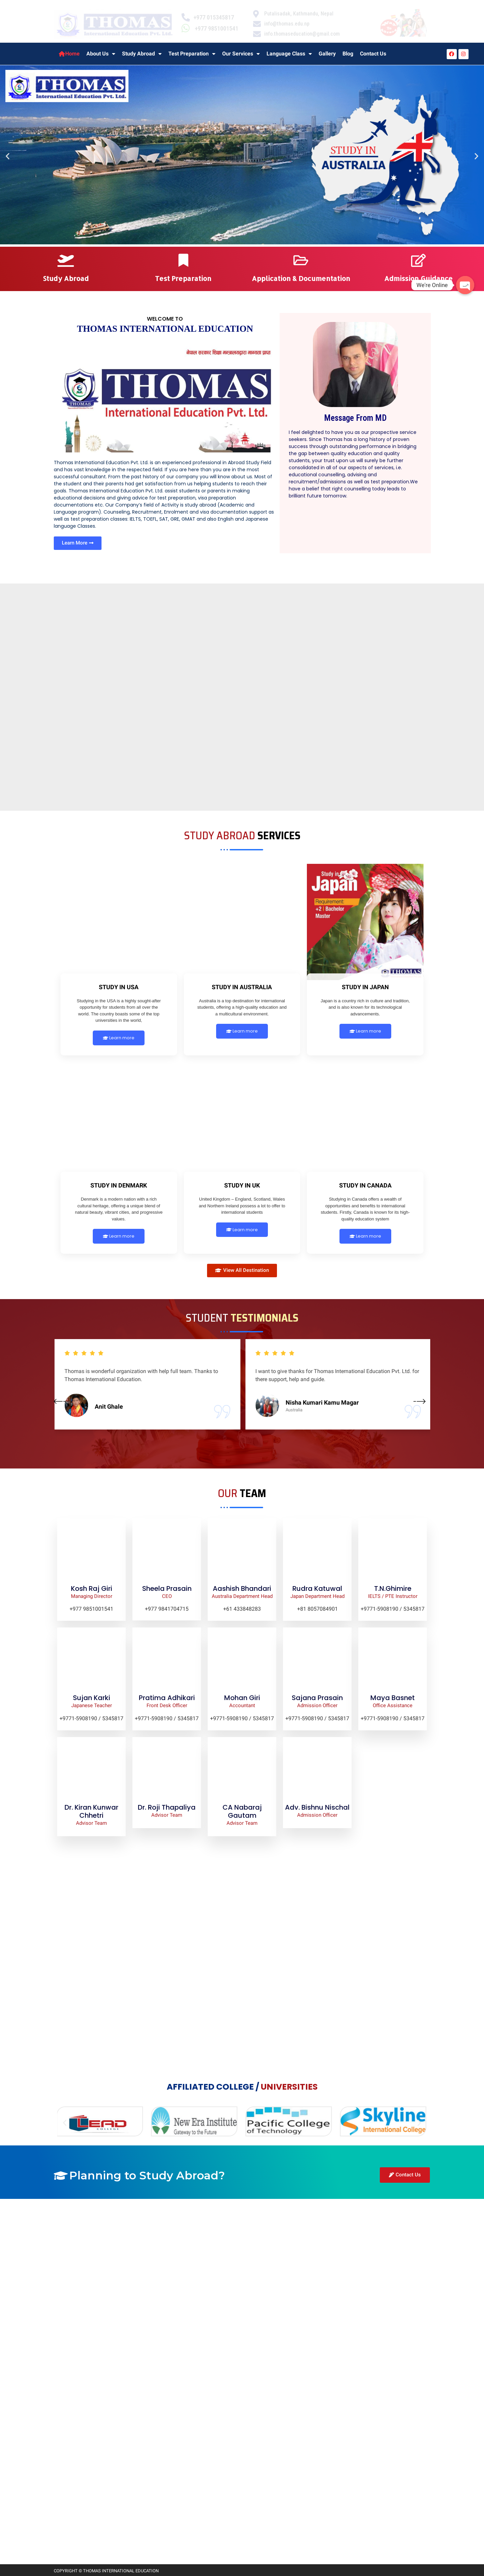 THOMAS
International Education Pvt. Ltd.
+977 9851001541
Home
About Us
Study Abroad
Test Preparation
Our Services
Language Class
Gallery
Blog
Contact Us
THOMAS
International Education Pvt. Ltd.
STUDY IN
AUSTRALIA
Study Abroad
Test Preparation
Application & Documentation
Admission Guidance
We're Online
WELCOME TO
THOMAS INTERNATIONAL EDUCATION
THOMAS
International Education Pvt. Ltd.
Thomas International Education Pvt. Ltd. is an experienced professional in Abroad Study Field
and has vast knowledge in the respected field. If you are here then you are in the most
successful consultant. From the past history of our company you will know about us. Most of
the student and their parents had got satisfaction from us helping students to reach their
goals. Thomas International Education Pvt. Ltd. assist students or parents in making
educational decisions and giving advice for test preparation, visa preparation
documentations etc. Our Company's field of Activity is study abroad (Academic and
Language program). Counseling, Recruitment, Enrolment and visa documentation support as
well as test preparation classes: IELTS, TOEFL, SAT, GRE, GMAT and also English and Japanese
language Classes.
Learn More
Message From MD
I feel delighted to have you as our prospective service
seekers. Since Thomas has a long history of proven
success through outstanding performance in bridging
the gap between quality education and quality
students, your trust upon us will surely be further
consolidated in all of our aspects of services, i.e.
educational counselling, advising and
recruitment/admissions as well as test preparation.We
have a belief that right counselling today leads to
brilliant future tomorrow.
STUDY ABROAD SERVICES
Study in
Japan
Requirement
+2 | Bachelor
Master
THOMAS
STUDY IN USA
Studying in the USA is a highly sought-after
opportunity for students from all over the
world. The country boasts some of the top
universities in the world,
Learn more
STUDY IN AUSTRALIA
Australia is a top destination for international
students, offering a high-quality education and
a multicultural environment.
Learn more
STUDY IN JAPAN
Japan is a country rich in culture and tradition,
and is also known for its technological
advancements.
Learn more
STUDY IN DENMARK
Denmark is a modern nation with a rich
cultural heritage, offering a unique blend of
natural beauty, vibrant cities, and progressive
values.
Learn more
STUDY IN UK
United Kingdom – England, Scotland, Wales
and Northern Ireland possess a lot to offer to
international students
Learn more
STUDY IN CANADA
Studying in Canada offers a wealth of
opportunities and benefits to international
students. Firstly, Canada is known for its high-
quality education system
Learn more
View All Destination
STUDENT TESTIMONIALS
Thomas is wonderful organization with help full team. Thanks to
Thomas International Education.
Anit Ghale
I want to give thanks for Thomas International Education Pvt. Ltd. for
there support, help and guide.
Nisha Kumari Kamu Magar
Australia
OUR TEAM
Kosh Raj Giri
Managing Director
+977 9851001541
Sheela Prasain
CEO
+977 9841704715
Aashish Bhandari
Australia Department Head
+61 433848283
Rudra Katuwal
Japan Department Head
+81 8057084901
T.N.Ghimire
IELTS / PTE Instructor
+9771-5908190 / 5345817
Sujan Karki
Japanese Teacher
+9771-5908190 / 5345817
Pratima Adhikari
Front Desk Officer
+9771-5908190 / 5345817
Mohan Giri
Accountant
+9771-5908190 / 5345817
Sajana Prasain
Admission Officer
+9771-5908190 / 5345817
Maya Basnet
Office Assistance
+9771-5908190 / 5345817
Dr. Kiran Kunwar
Chhetri
Advisor Team
Dr. Roji Thapaliya
Advisor Team
CA Nabaraj
Gautam
Advisor Team
Adv. Bishnu Nischal
Admission Officer
AFFILIATED COLLEGE / UNIVERSITIES
LEAD
COLLEGE
New Era Institute
Gateway to the Future
Pacific College
of Technology
Skyline
International College
Planning to Study Abroad?
Contact Us
COPYRIGHT © THOMAS INTERNATIONAL EDUCATION